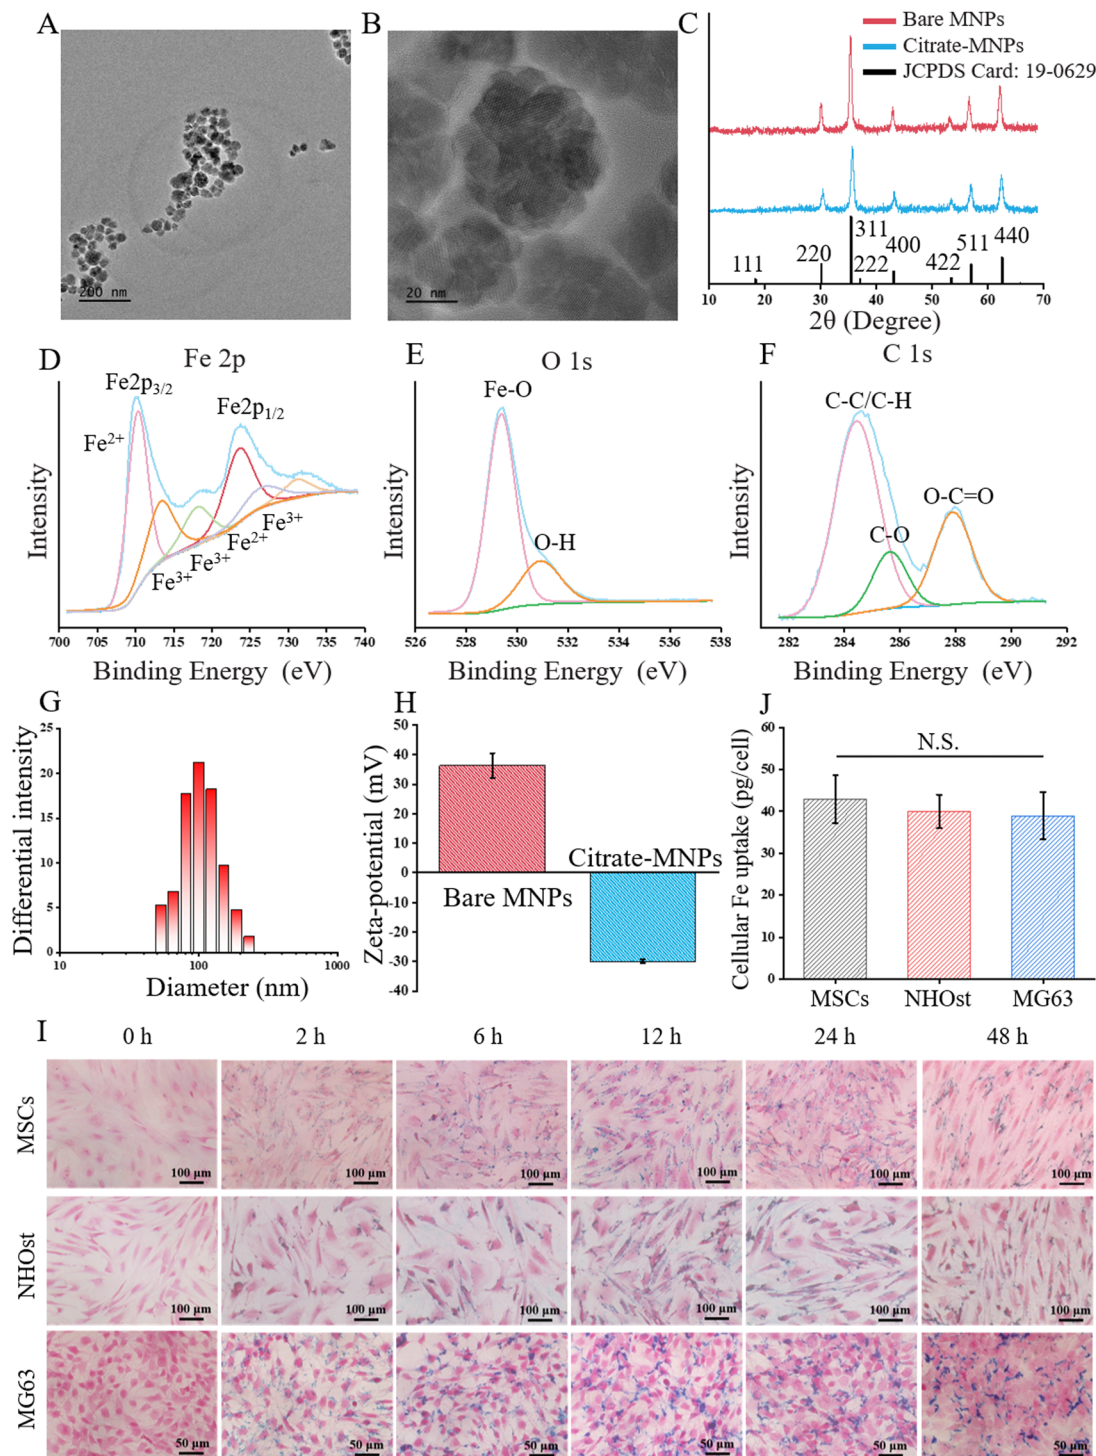 A
B
C
200 nm
20 nm
Bare MNPs
Citrate-MNPs
JCPDS Card: 19-0629
111
220
311
222
400
422
511
440
10 20 30 40 50 60 70
2θ (Degree)
D
Fe 2p
Fe2p3/2
Fe2p1/2
Fe2+
Fe3+
Fe3+
Fe2+
Fe3+
Intensity
700 705 710 715 720 725 730 735 740
Binding Energy (eV)
E
O 1s
Fe-O
O-H
Intensity
526 528 530 532 534 536 538
Binding Energy (eV)
F
C 1s
C-C/C-H
C-O
O-C=O
Intensity
282 284 286 288 290 292
Binding Energy (eV)
G
Differential intensity
25
20
15
10
5
0
10 100 1000
Diameter (nm)
H
Zeta-potential (mV)
50
40
30
20
10
0
-10
-20
-30
-40
Citrate-MNPs
Bare MNPs
J
Cellular Fe uptake (pg/cell)
60
50
40
30
20
10
0
N.S.
MSCs NHOst MG63
I
0 h 2 h 6 h 12 h 24 h 48 h
MSCs
100 μm 100 μm 100 μm 100 μm 100 μm 100 μm
NHOst
100 μm 100 μm 100 μm 100 μm 100 μm 100 μm
MG63
50 μm 50 μm 50 μm 50 μm 50 μm 50 μm